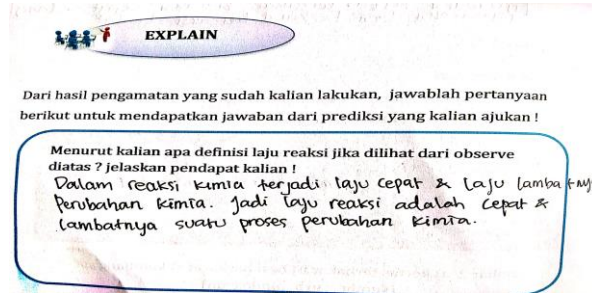 EXPLAIN
Dari hasil pengamatan yang sudah kalian lakukan, jawablah pertanyaan
berikut untuk mendapatkan jawaban dari prediksi yang kalian ajukan !
Menurut kalian apa definisi laju reaksi jika dilihat dari observe
diatas ? jelaskan pendapat kalian !
Dalam reaksi kimia terjadi laju cepat & laju lambatny
Perubahan kimia. Jadi laju reaksi adalah cepat &
lambatnya suatu proses perubahan kimia.